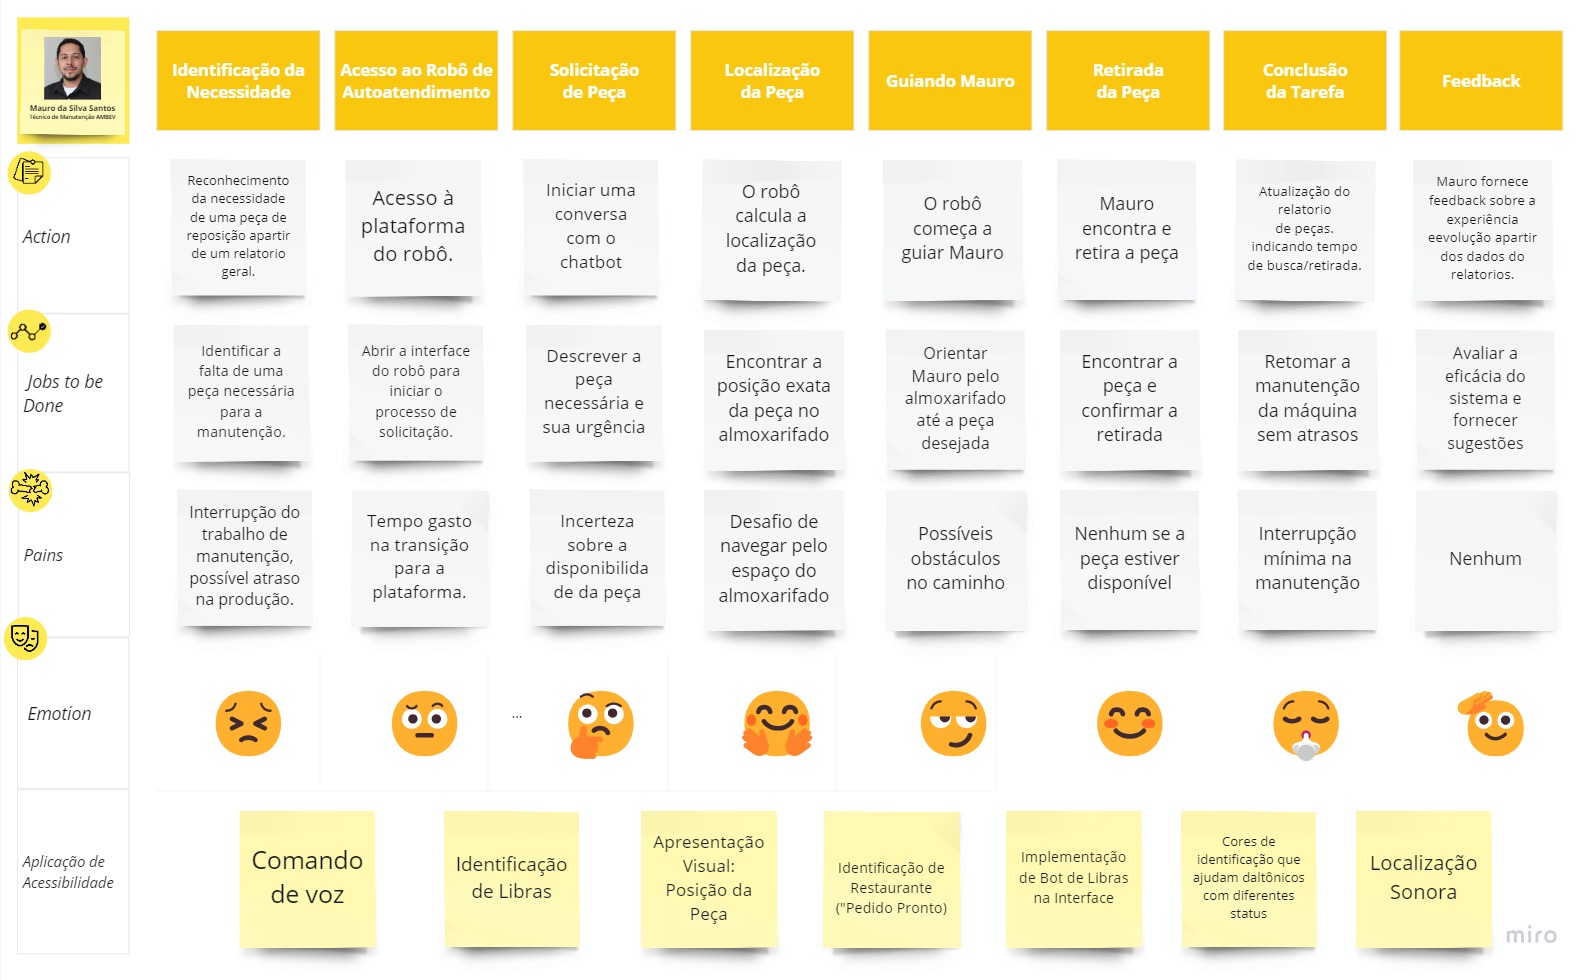 Mauro da Silva Santos
Técnico de Manutenção AMBEV
Identificação da
Necessidade
Acesso ao Robô de
Autoatendimento
Solicitação
de Peça
Localização
da Peça
Guiando Mauro
Retirada
da Peça
Conclusão
da Tarefa
Feedback
Action
Reconhecimento
da necessidade
de uma peça de
reposição apartir
de um relatorio
geral.
Acesso à
plataforma
do robô.
Iniciar uma
conversa
com o
chatbot
O robô
calcula a
localização
da peça.
O robô
começa a
guiar Mauro
Mauro
encontra e
retira a peça
Atualização do
relatorio
de peças.
indicando tempo
de busca/retirada.
Mauro fornece
feedback sobre a
experiência
eevolução apartir
dos dados do
relatorios.
Jobs to be
Done
Identificar a
falta de uma
peça necessária
para a
manutenção.
Abrir a interface
do robô para
iniciar o
processo de
solicitação.
Descrever a
peça
necessária e
sua urgência
Encontrar a
posição exata
da peça no
almoxarifado
Orientar
Mauro pelo
almoxarifado
até a peça
desejada
Encontrar a
peça e
confirmar a
retirada
Retomar a
manutenção
da máquina
sem atrasos
Avaliar a
eficácia do
sistema e
fornecer
sugestões
Pains
Interrupção do
trabalho de
manutenção,
possível atraso
na produção.
Tempo gasto
na transição
para a
plataforma.
Incerteza
sobre a
disponibilida
de da peça
Desafio de
navegar pelo
espaço do
almoxarifado
Possíveis
obstáculos
no caminho
Nenhum se a
peça estiver
disponível
Interrupção
mínima na
manutenção
Nenhum
Emotion
...
Aplicação de
Acessibilidade
Comando
de voz
Identificação
de Libras
Apresentação
Visual:
Posição da
Peça
Identificação de
Restaurante
("Pedido Pronto)
Implementação
de Bot de Libras
na Interface
Cores de
identificação que
ajudam daltônicos
com diferentes
status
Localização
Sonora
miro